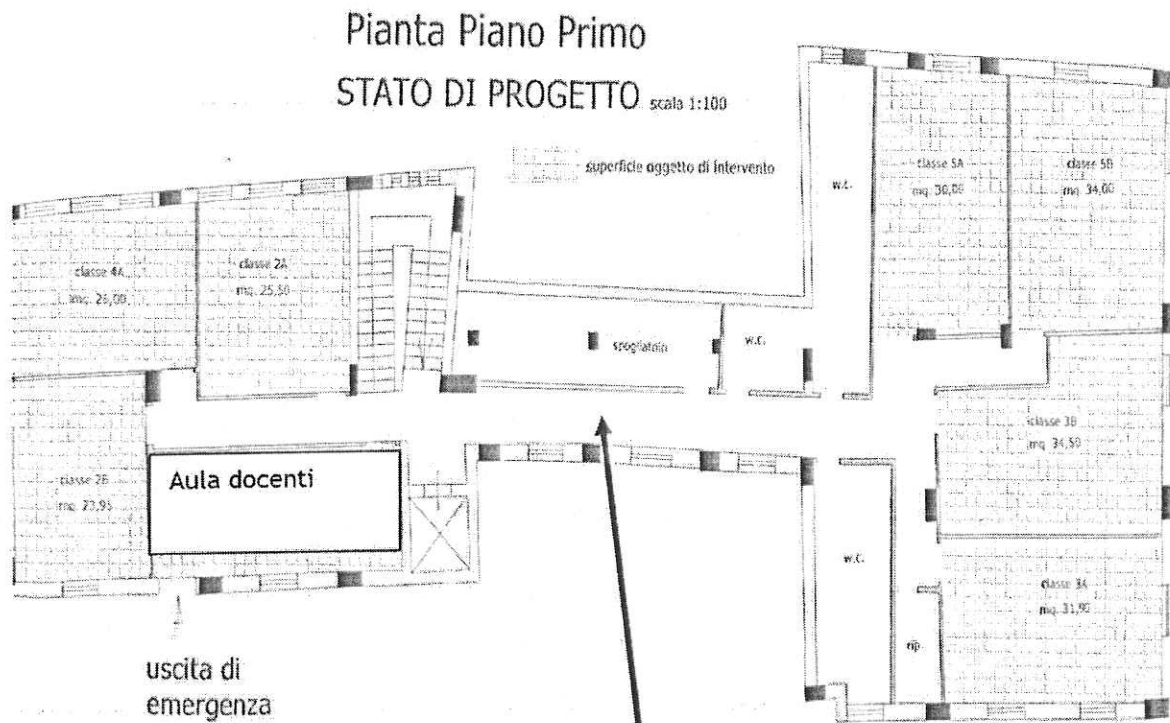 Pianta Piano Primo
STATO DI PROGETTO scala 1:100
superficie oggetto di intervento
w.c.
classe 5A
mq. 30,00
classe 5B
mq. 34,00
classe 4A
mq. 26,00
classe 2A
mq. 25,50
spogliatoio
w.c.
classe 3B
mq. 34,50
classe 2B
mq. 23,95
Aula docenti
w.c.
classe 3A
mq. 31,90
rip.
uscita di
emergenza